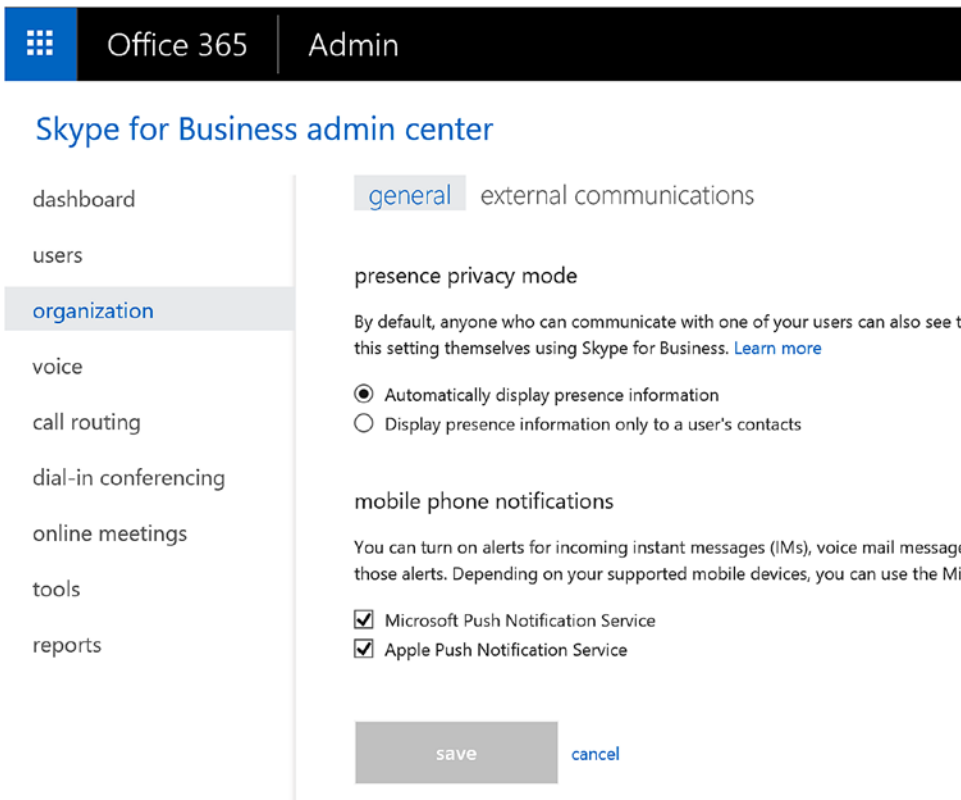 Office 365
Admin
Skype for Business admin center
dashboard
users
organization
voice
call routing
dial-in conferencing
online meetings
tools
reports
general
external communications
presence privacy mode
By default, anyone who can communicate with one of your users can also see
this setting themselves using Skype for Business. Learn more
Automatically display presence information
Display presence information only to a user's contacts
mobile phone notifications
You can turn on alerts for incoming instant messages (IMs), voice mail
those alerts. Depending on your supported mobile devices, you can use the
Microsoft Push Notification Service
Apple Push Notification Service
save
cancel